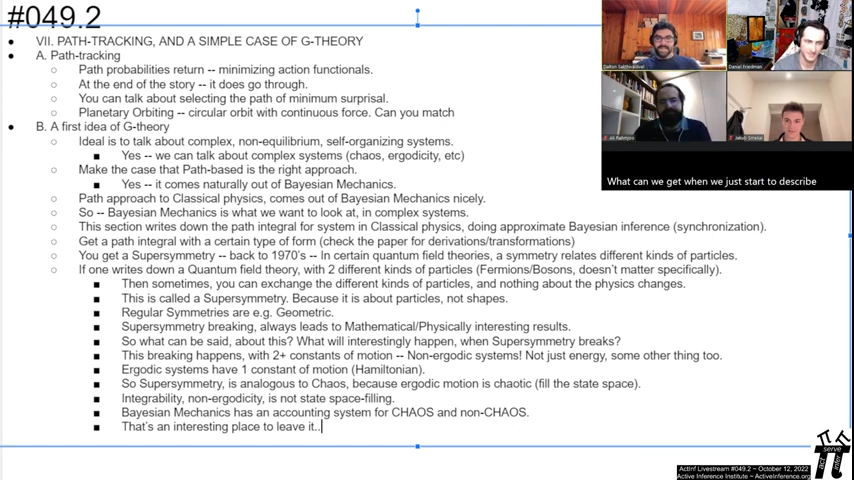 #049.2
VII. PATH-TRACKING, AND A SIMPLE CASE OF G-THEORY
A. Path-tracking
Path probabilities return -- minimizing action functionals.
At the end of the story -- it does go through.
You can talk about selecting the path of minimum surprisal.
Planetary Orbiting -- circular orbit with continuous force. Can you match
B. A first idea of G-theory
Ideal is to talk about complex, non-equilibrium, self-organizing systems.
Yes -- we can talk about complex systems (chaos, ergodicity, etc)
Make the case that Path-based is the right approach.
Yes -- it comes naturally out of Bayesian Mechanics.
Path approach to Classical physics, comes out of Bayesian Mechanics nicely.
So -- Bayesian Mechanics is what we want to look at, in complex systems.
This section writes down the path integral for system in Classical physics, doing approximate Bayesian inference (synchronization).
Get a path integral with a certain type of form (check the paper for derivations/transformations)
You get a Supersymmetry -- back to 1970's -- In certain quantum field theories, a symmetry relates different kinds of particles.
If one writes down a Quantum field theory, with 2 different kinds of particles (Fermions/Bosons, doesn't matter specifically).
Then sometimes, you can exchange the different kinds of particles, and nothing about the physics changes.
This is called a Supersymmetry. Because it is about particles, not shapes.
Regular Symmetries are e.g. Geometric.
Supersymmetry breaking, always leads to Mathematical/Physically interesting results.
So what can be said, about this? What will interestingly happen, when Supersymmetry breaks?
This breaking happens, with 2+ constants of motion -- Non-ergodic systems! Not just energy, some other thing too.
Ergodic systems have 1 constant of motion (Hamiltonian).
So Supersymmetry, is analogous to Chaos, because ergodic motion is chaotic (fill the state space).
Integrability, non-ergodicity, is not state space-filling.
Bayesian Mechanics has an accounting system for CHAOS and non-CHAOS.
That's an interesting place to leave it..
Daniel Friedman
What can we get when we just start to describe
serve
act
infer
ActInf Livestream #049.2 ~ October 12, 2022
Active Inference Institute ~ ActiveInference.org